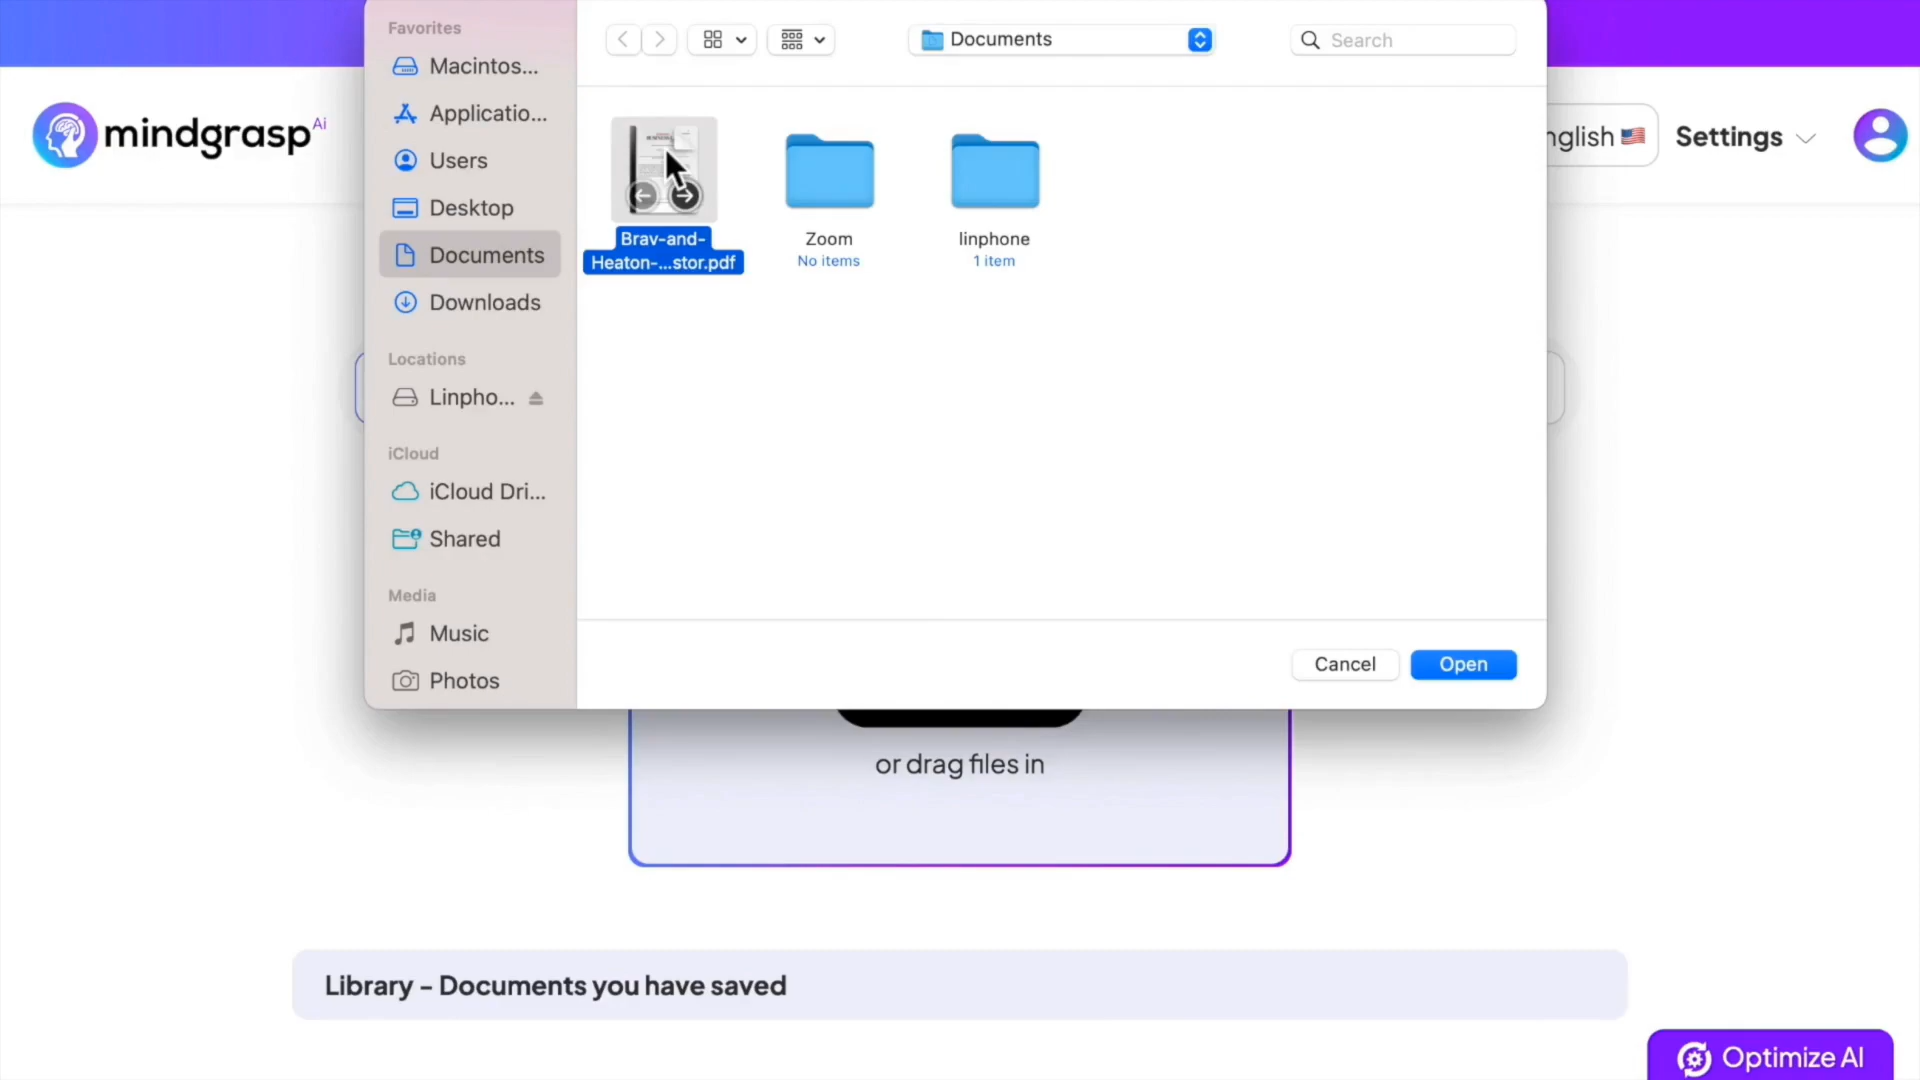 Favorites
Macintos...
Applicatio...
Users
Desktop
Documents
Downloads
Locations
Linpho...
iCloud
iCloud Dri...
Shared
Media
Music
Photos
Documents
Search
Brav-and-
Heaton-...stor.pdf
Zoom
No items
linphone
1 item
Cancel
Open
mindgrasp Ai
nglish
Settings
or drag files in
Library - Documents you have saved
Optimize AI